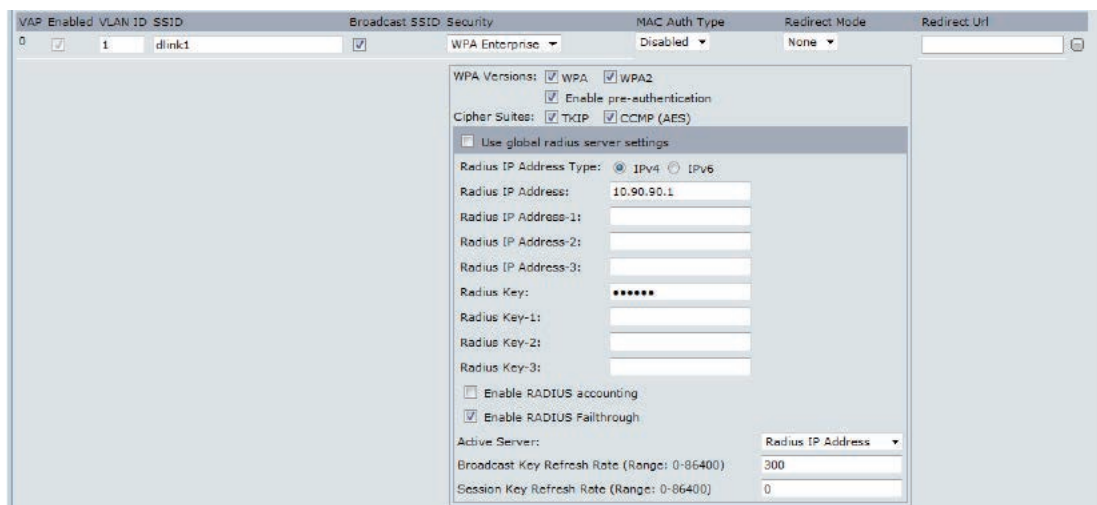 VAP Enabled VLAN ID SSID Broadcast SSID Security MAC Auth Type Redirect Mode Redirect Url
0 1 dlink1 WPA Enterprise Disabled None
WPA Versions: WPA WPA2
Enable pre-authentication
Cipher Suites: TKIP CCMP (AES)
Use global radius server settings
Radius IP Address Type: IPv4 IPv6
Radius IP Address: 10.90.90.1
Radius IP Address-1:
Radius IP Address-2:
Radius IP Address-3:
Radius Key: ••••••
Radius Key-1:
Radius Key-2:
Radius Key-3:
Enable RADIUS accounting
Enable RADIUS Failthrough
Active Server: Radius IP Address
Broadcast Key Refresh Rate (Range: 0-86400) 300
Session Key Refresh Rate (Range: 0-86400) 0